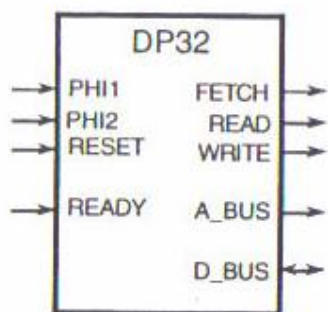 DP32
PHI1 FETCH
PHI2 READ
RESET WRITE
READY A_BUS
D_BUS